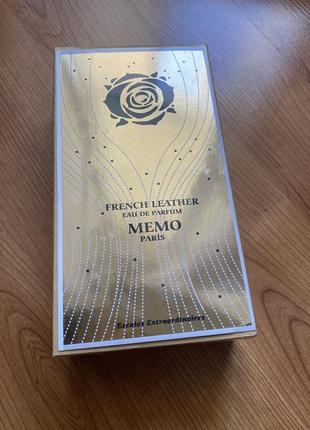 FRENCH LEATHER
EAU DE PARFUM
MEMO
PARIS
Escales Extraordinaires